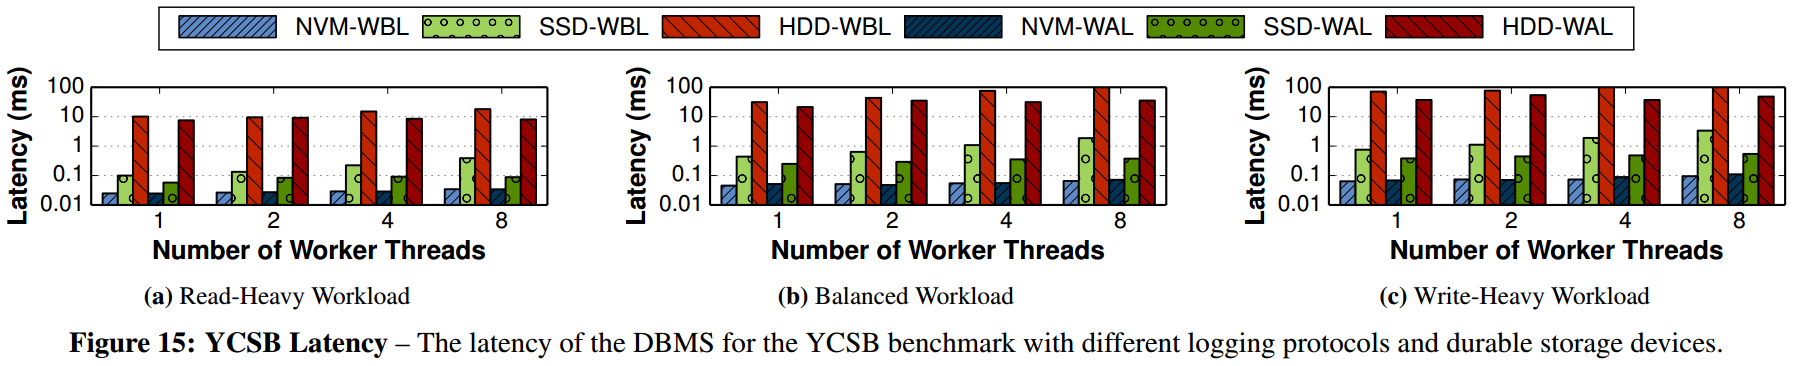 NVM-WBL SSD-WBL HDD-WBL NVM-WAL SSD-WAL HDD-WAL
Latency (ms)
100
10
1
0.1
0.01
1 2 4 8
Number of Worker Threads
(a) Read-Heavy Workload
Latency (ms)
100
10
1
0.1
0.01
1 2 4 8
Number of Worker Threads
(b) Balanced Workload
Latency (ms)
100
10
1
0.1
0.01
1 2 4 8
Number of Worker Threads
(c) Write-Heavy Workload
Figure 15: YCSB Latency – The latency of the DBMS for the YCSB benchmark with different logging protocols and durable storage devices.